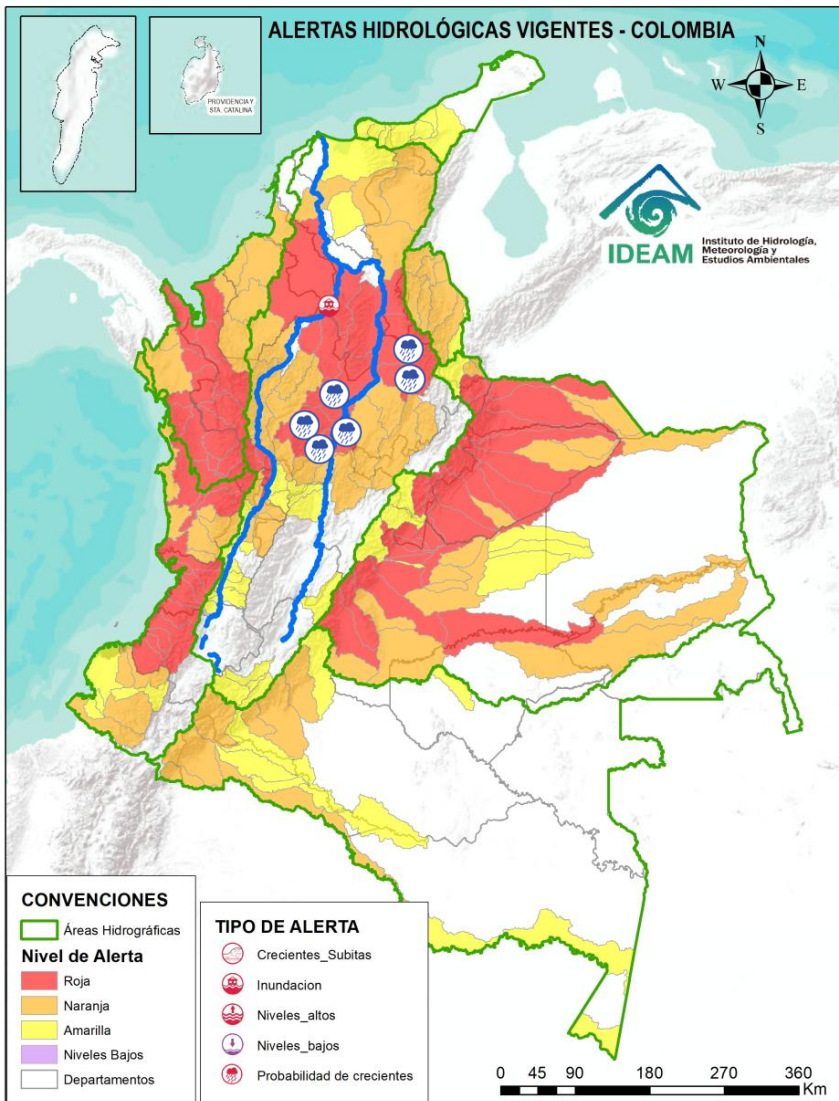 ALERTAS HIDROLÓGICAS VIGENTES - COLOMBIA
PROVIDENCIA Y
STA. CATALINA
N
W
E
S
IDEAM
Instituto de Hidrología,
Meteorología y
Estudios Ambientales
CONVENCIONES
Áreas Hidrográficas
Nivel de Alerta
Roja
Naranja
Amarilla
Niveles Bajos
Departamentos
TIPO DE ALERTA
Crecientes_Subitas
Inundacion
Niveles_altos
Niveles_bajos
Probabilidad de crecientes
0 45 90 180 270 360
Km